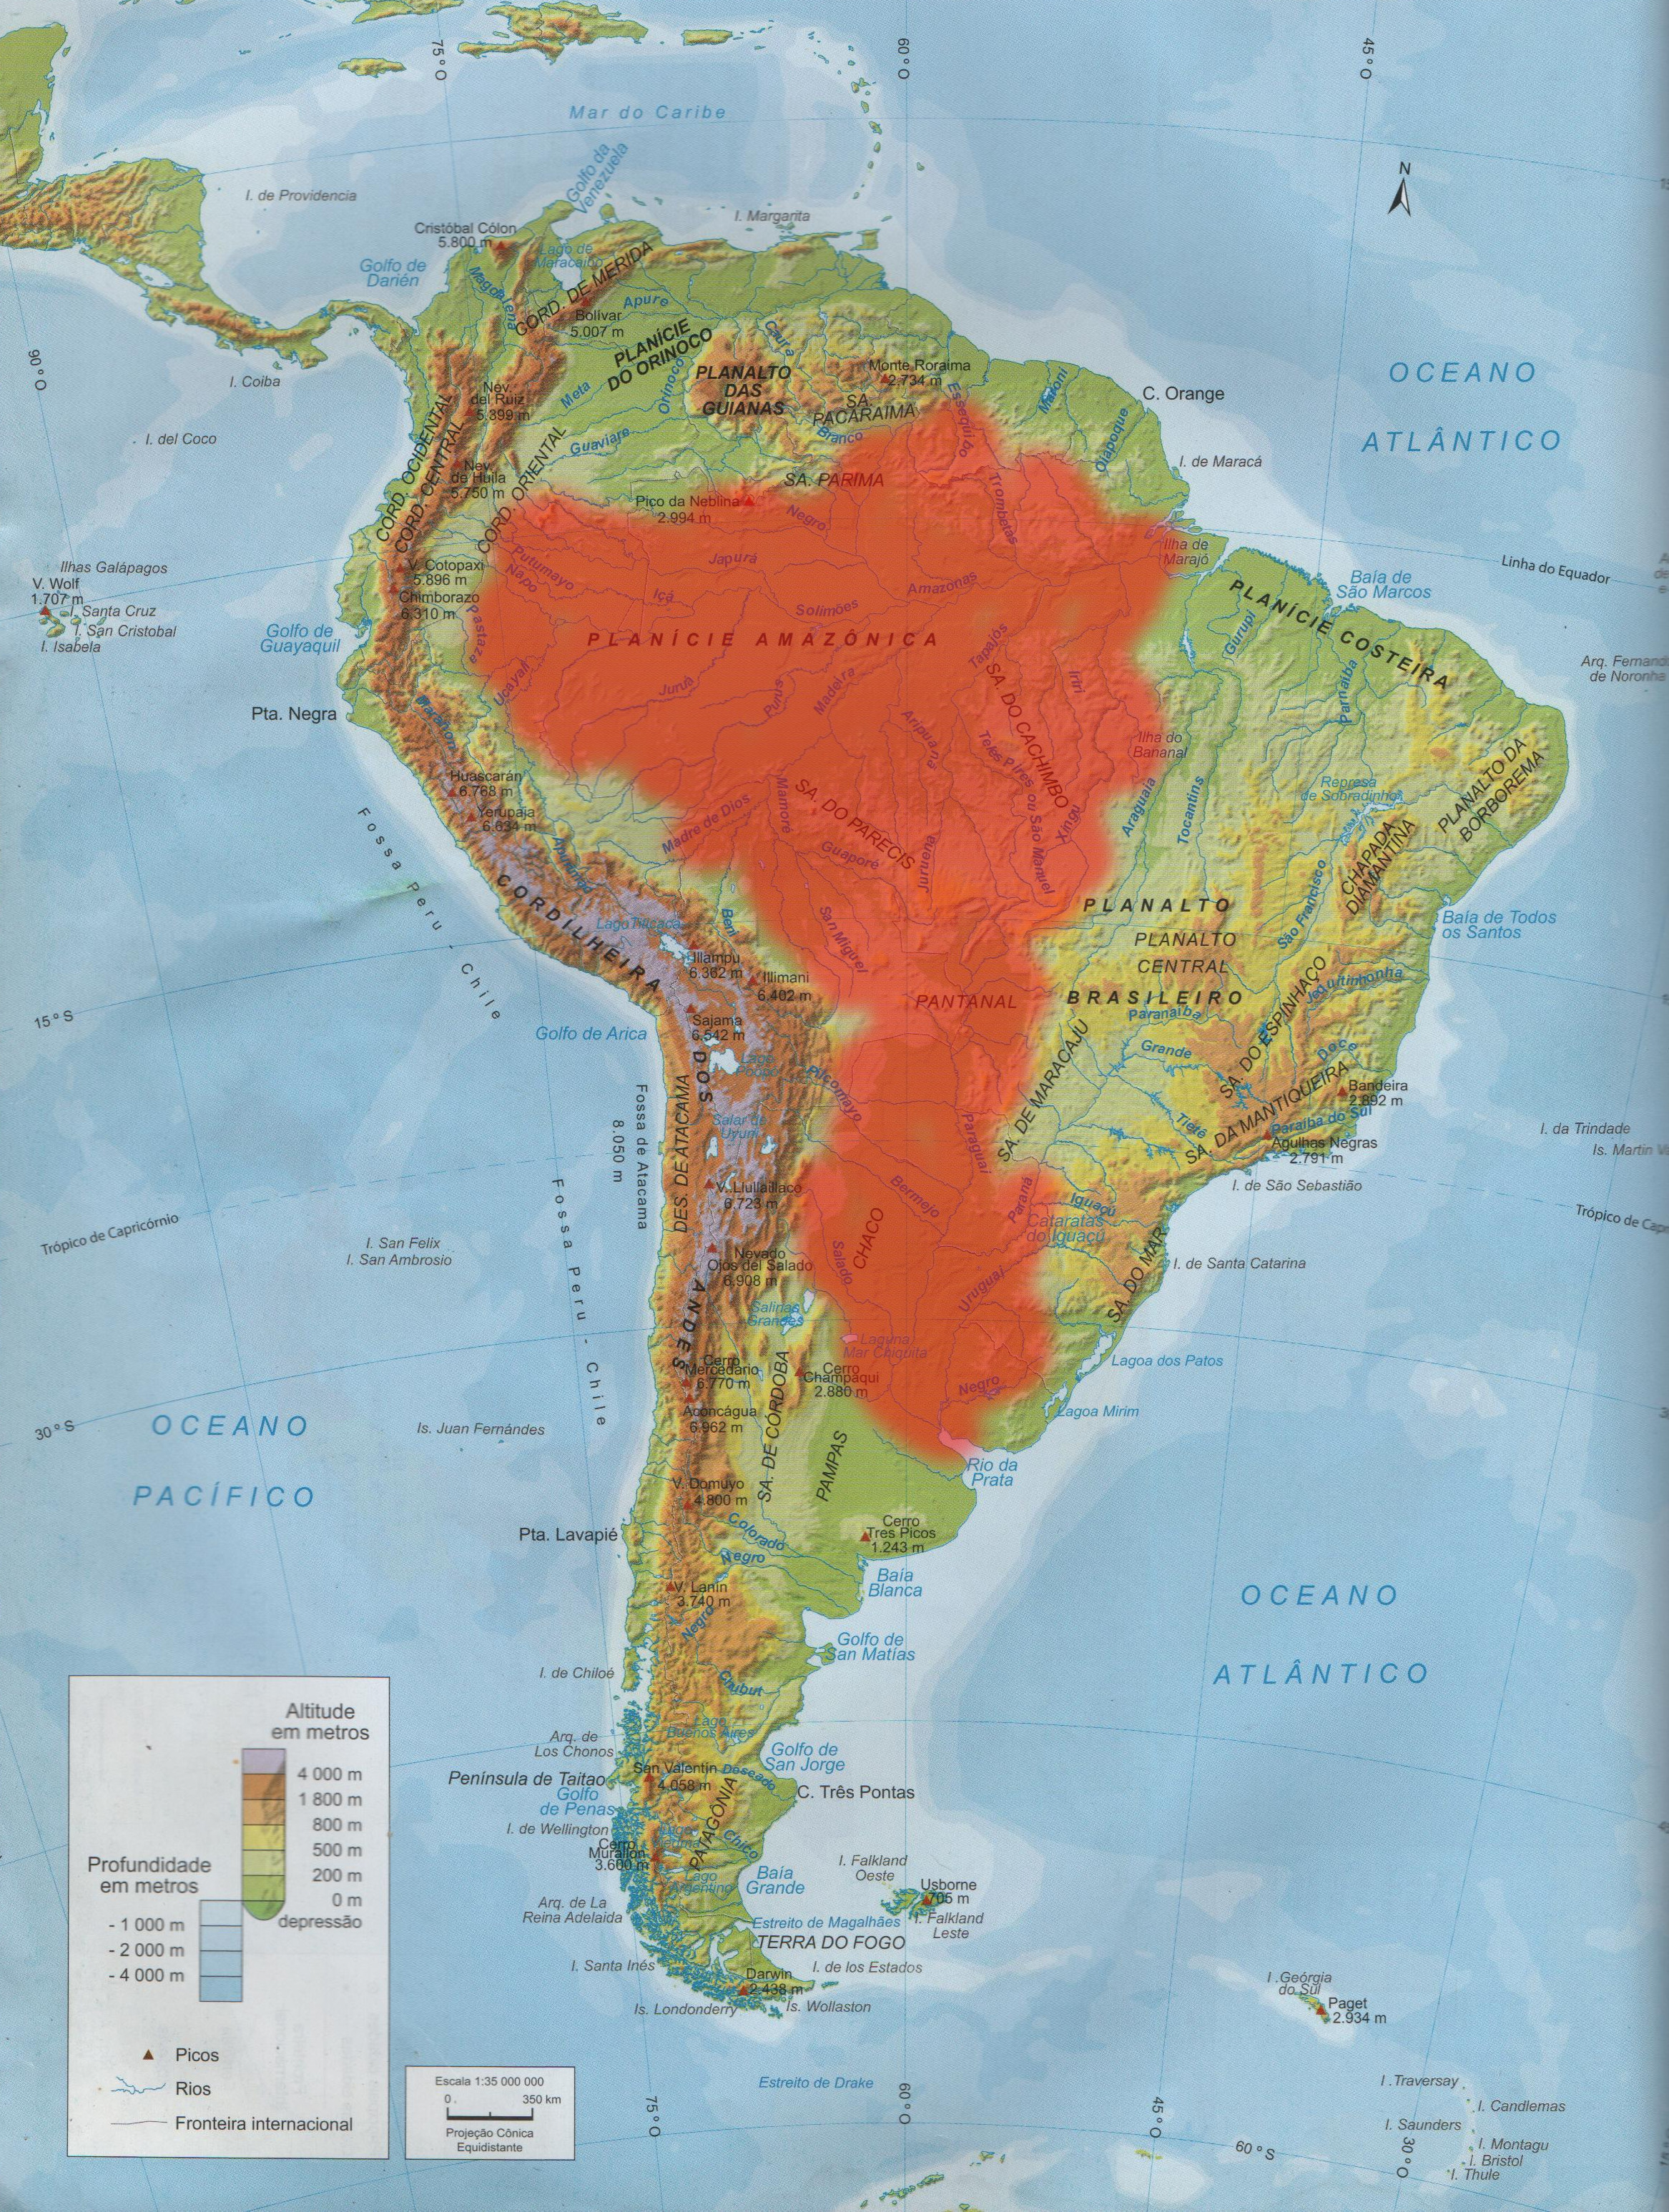 75° O
60° O
45° O
Mar do Caribe
N
Golfo da
Venezuela
I. de Providencia
I. Margarita
Cristóbal Cólon
5.800 m
Lago de
Maracaibo
Golfo de
Darién
Magdalena
CORD. DE MERIDA
Apure
Bolívar
5.007 m
PLANÍCIE
DO ORINOCO
Caura
90° O
I. Coiba
PLANALTO
DAS
GUIANAS
Monte Roraima
2.734 m
SA.
PACARAIMA
Essequibo
Maroni
Oiapoque
C. Orange
OCEANO
ATLÂNTICO
Nev.
del Ruiz
5.399 m
Meta
Orinoco
Guaviare
Branco
I. del Coco
CORD. OCIDENTAL
CORD. CENTRAL
CORD. ORIENTAL
Nev.
de Huila
5.750 m
SA. PARIMA
Pico da Neblina
2.994 m
Negro
Trombetas
I. de Maracá
Ilha de
Marajó
Linha do Equador
Ilhas Galápagos
V. Wolf
1.707 m
I. Santa Cruz
I. San Cristobal
I. Isabela
V. Cotopaxi
5.896 m
Chimborazo
6.310 m
Putumayo
Napo
Japurá
Içá
Solimões
Amazonas
Baía de
São Marcos
PLANÍCIE COSTEIRA
Gurupi
Parnaíba
Golfo de
Guayaquil
Pastaza
PLANÍCIE AMAZÔNICA
Ucayali
Juruá
Purus
Madeira
Tapajós
Iriri
SA. DO CACHIMBO
Arq. Fernand
de Noronha
Pta. Negra
Marañon
Aripuanã
Teles Pires ou São Manuel
Xingu
Ilha do
Bananal
Huascarán
6.768 m
Yerupaja
6.634 m
Madre de Dios
Mamoré
SA. DO PARECIS
Guaporé
Juruena
Araguaia
Tocantins
Represa
de Sobradinho
PLANALTO DA
BORBOREMA
CHAPADA
DIAMANTINA
São Francisco
Fossa Peru - Chile
Apurímac
CORDILHEIRA
DOS
ANDES
Lago Titicaca
Beni
San Miguel
PLANALTO
PLANALTO
CENTRAL
BRASILEIRO
Baía de Todos
os Santos
Illampu
6.362 m
Illimani
6.402 m
PANTANAL
Paranaíba
SA. DO ESPINHAÇO
Jequitinhonha
15° S
Golfo de Arica
Sajama
6.542 m
Lago
Poopó
Pilcomayo
SA. DE MARACAJU
Grande
Doce
Bandeira
2.892 m
SA. DA MANTIQUEIRA
Paraíba do Sul
Agulhas Negras
2.791 m
Tietê
Fossa de Atacama
8.050 m
DES. DE ATACAMA
Salar de
Uyuni
Paraguai
I. da Trindade
Is. Martin V
I. de São Sebastião
Fossa Peru - Chile
V. Llullaillaco
6.723 m
Bermejo
Paraná
Iguaçu
Cataratas
do Iguaçu
Trópico de Capricórnio
Trópico de Cap
CHACO
I. San Felix
I. San Ambrosio
Nevado
Ojos del Salado
6.908 m
Salado
Uruguai
SA. DO MAR
I. de Santa Catarina
Salinas
Grandes
Laguna
Mar Chiquita
Cerro
Mercedario
6.770 m
Cerro
Champaqui
2.880 m
Lagoa dos Patos
Negro
Lagoa Mirim
Aconcágua
6.962 m
SA. DE CÓRDOBA
PAMPAS
30° S
OCEANO
PACÍFICO
Is. Juan Fernándes
Rio da
Prata
V. Domuyo
4.800 m
Pta. Lavapié
Colorado
Negro
Cerro
Tres Picos
1.243 m
Baía
Blanca
V. Lanín
3.740 m
Negro
OCEANO
ATLÂNTICO
Golfo de
San Matías
I. de Chiloé
Chubut
Lago
Buenos Aires
Arq. de
Los Chonos
Golfo de
San Jorge
San Valentin
4.058 m
Deseado
Península de Taitao
Golfo
de Penas
C. Três Pontas
PATAGÔNIA
I. de Wellington
Cerro
Murallón
3.600 m
Chico
I. Falkland
Oeste
Baía
Grande
Lago
Argentino
Usborne
705 m
I. Falkland
Leste
Arq. de La
Reina Adelaida
Estreito de Magalhães
TERRA DO FOGO
I. Santa Inés
I. de los Estados
Darwin
2.438 m
Is. Londonderry
Is. Wollaston
I .Geórgia
do Sul
Paget
2.934 m
Altitude
em metros
4 000 m
1 800 m
800 m
500 m
200 m
0 m
depressão
Profundidade
em metros
- 1 000 m
- 2 000 m
- 4 000 m
Picos
Rios
Fronteira internacional
Escala 1:35 000 000
0
350 km
Projeção Cônica
Equidistante
Estreito de Drake
75° O
60° O
45° O
60° S
30° O
I .Traversay
I. Candlemas
I. Saunders
I. Montagu
I. Bristol
I. Thule